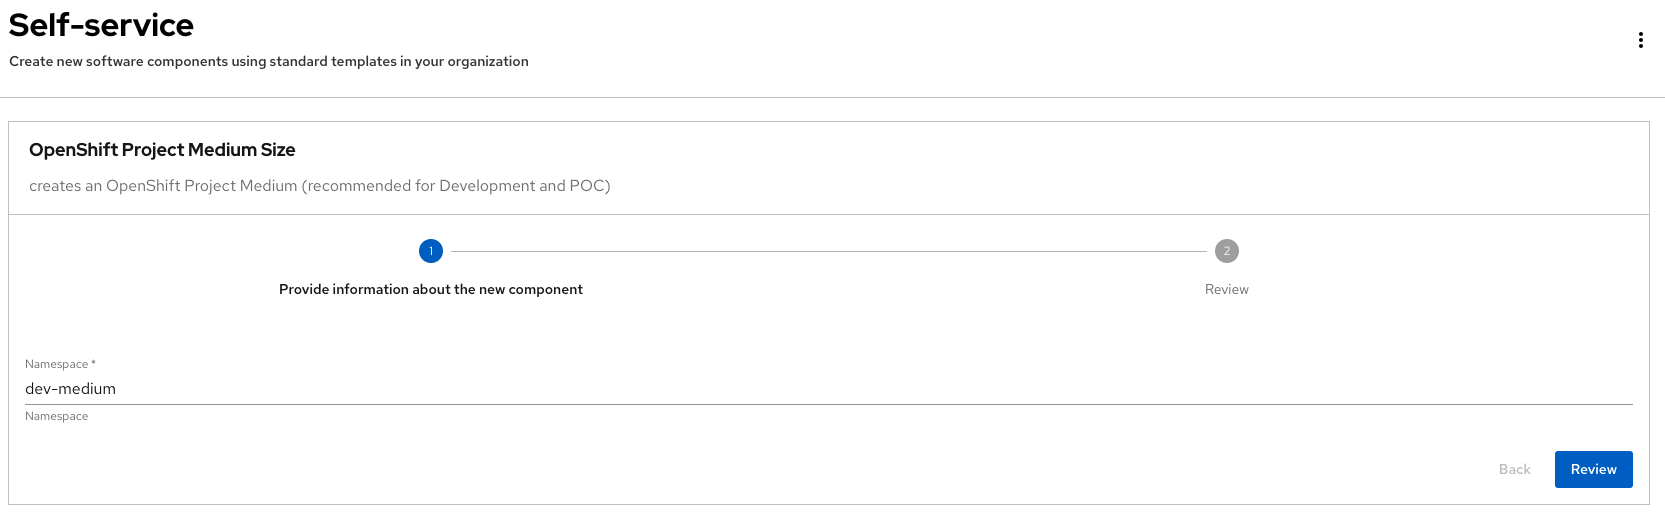 Self-service
Create new software components using standard templates in your organization
OpenShift Project Medium Size
creates an OpenShift Project Medium (recommended for Development and POC)
1
2
Provide information about the new component
Review
Namespace *
dev-medium
Namespace
Back
Review